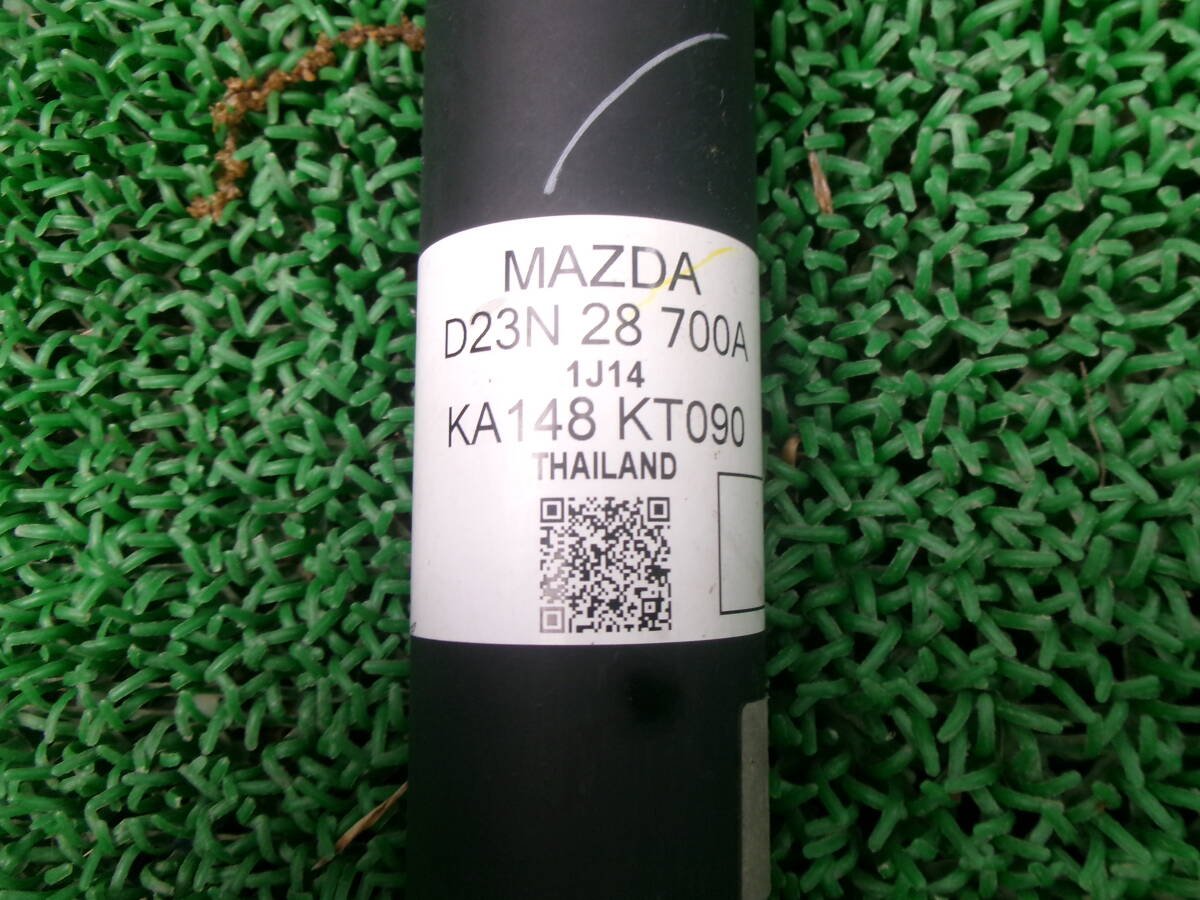 MAZDA
D23N 28 700A
1J14
KA148 KT090
THAILAND